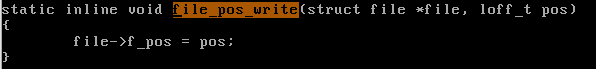 static inline void file_pos_write(struct file *file, loff_t pos)
{
        file->f_pos = pos;
}